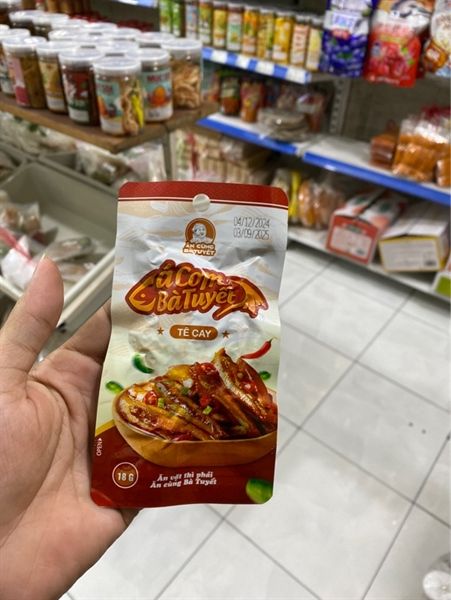 04/12/2024
03/09/2025
ĂN CÙNG
BÀ TUYẾT
Cá Cơm
Bà Tuyết
TÊ CAY
OPEN
18 G
Ăn vặt thì phải
Ăn cùng Bà Tuyết